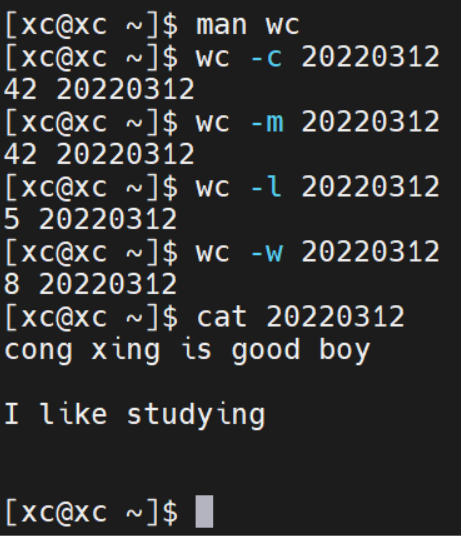 [xc@xc ~]$ man wc
[xc@xc ~]$ wc -c 20220312
42 20220312
[xc@xc ~]$ wc -m 20220312
42 20220312
[xc@xc ~]$ wc -l 20220312
5 20220312
[xc@xc ~]$ wc -w 20220312
8 20220312
[xc@xc ~]$ cat 20220312
cong xing is good boy
I like studying
[xc@xc ~]$